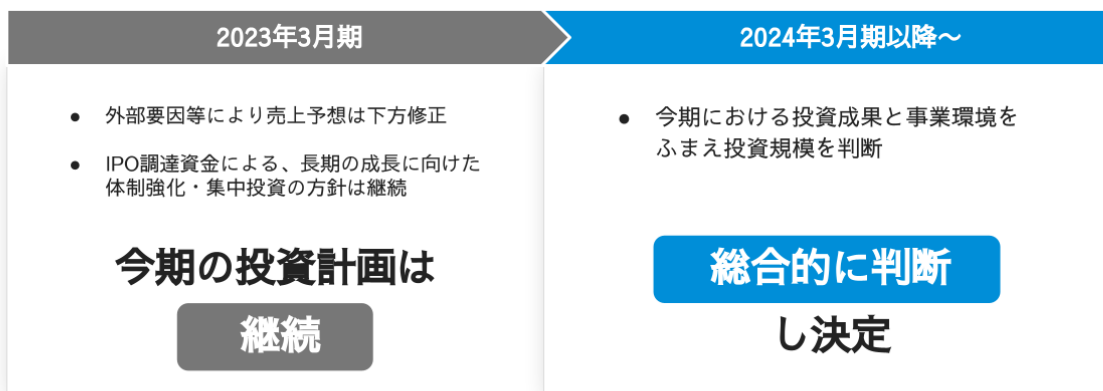 2023年3月期
● 外部要因等により売上予想は下方修正
● IPO調達資金による、長期の成長に向けた
体制強化・集中投資の方針は継続
今期の投資計画は
継続
2024年3月期以降～
● 今期における投資成果と事業環境を
ふまえ投資規模を判断
総合的に判断
し決定